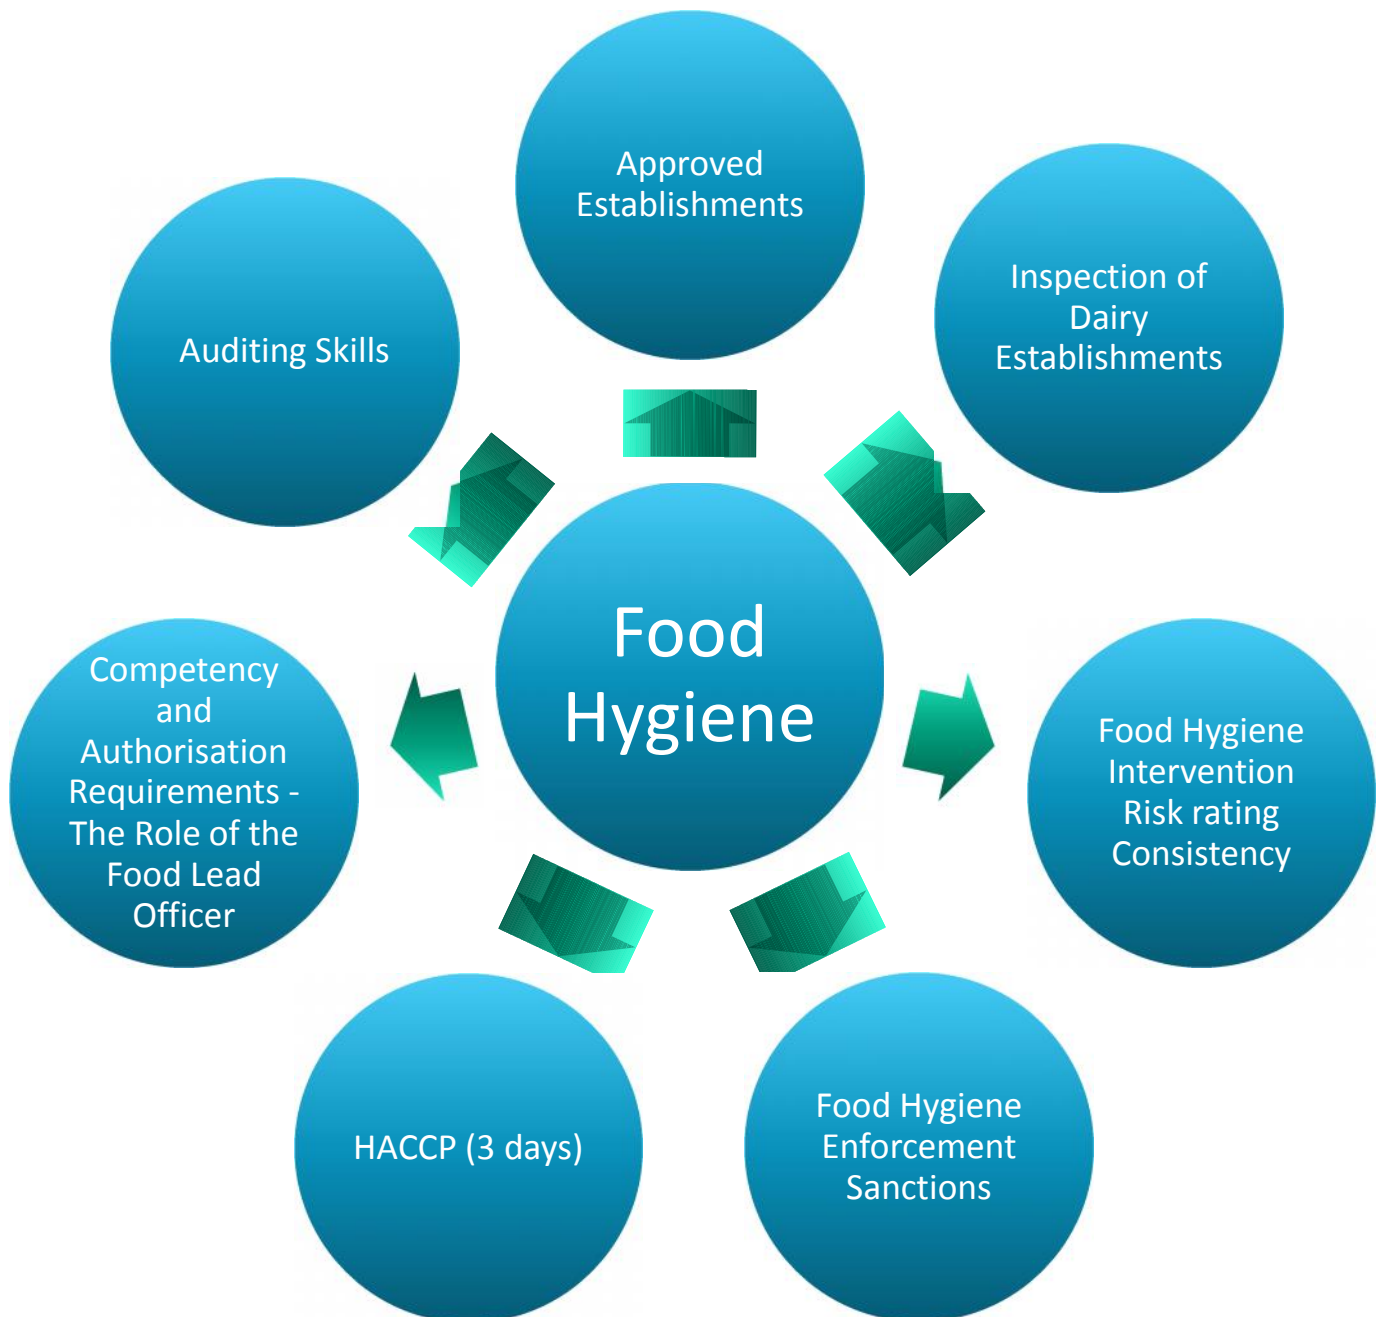 Approved
Establishments
Inspection of
Dairy
Establishments
Auditing Skills
Food
Hygiene
Competency
and
Authorisation
Requirements -
The Role of the
Food Lead
Officer
Food Hygiene
Intervention
Risk rating
Consistency
HACCP (3 days)
Food Hygiene
Enforcement
Sanctions